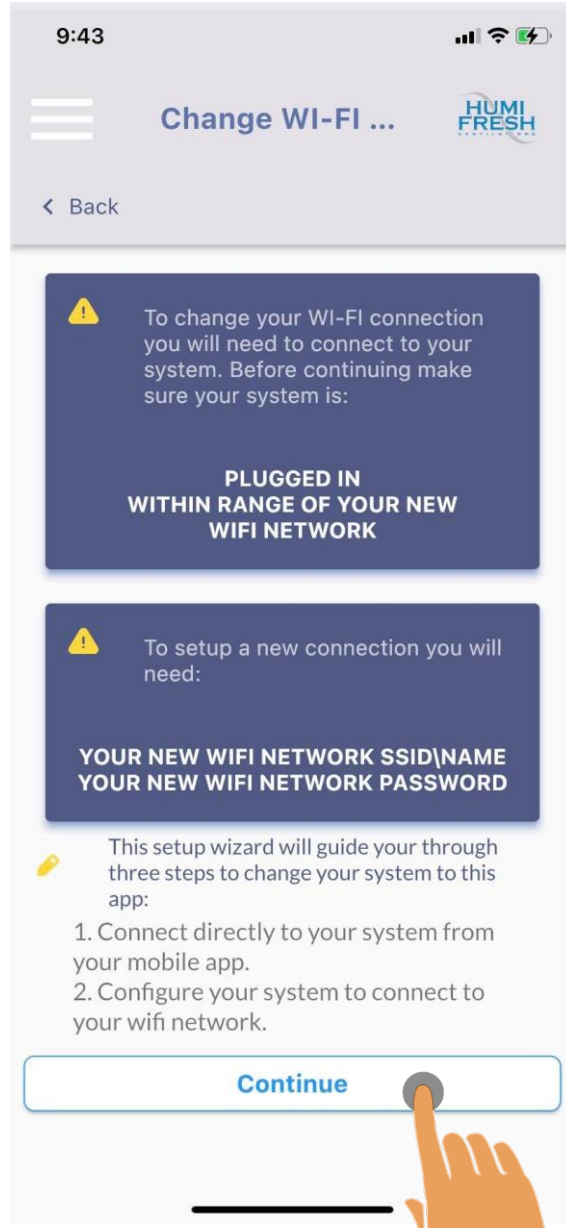 9:43
Change WI-FI ...
HUMI
FRESH
Back
To change your WI-FI connection
you will need to connect to your
system. Before continuing make
sure your system is:
PLUGGED IN
WITHIN RANGE OF YOUR NEW
WIFI NETWORK
To setup a new connection you will
need:
YOUR NEW WIFI NETWORK SSID\NAME
YOUR NEW WIFI NETWORK PASSWORD
This setup wizard will guide your through
three steps to change your system to this
app:
1. Connect directly to your system from
your mobile app.
2. Configure your system to connect to
your wifi network.
Continue